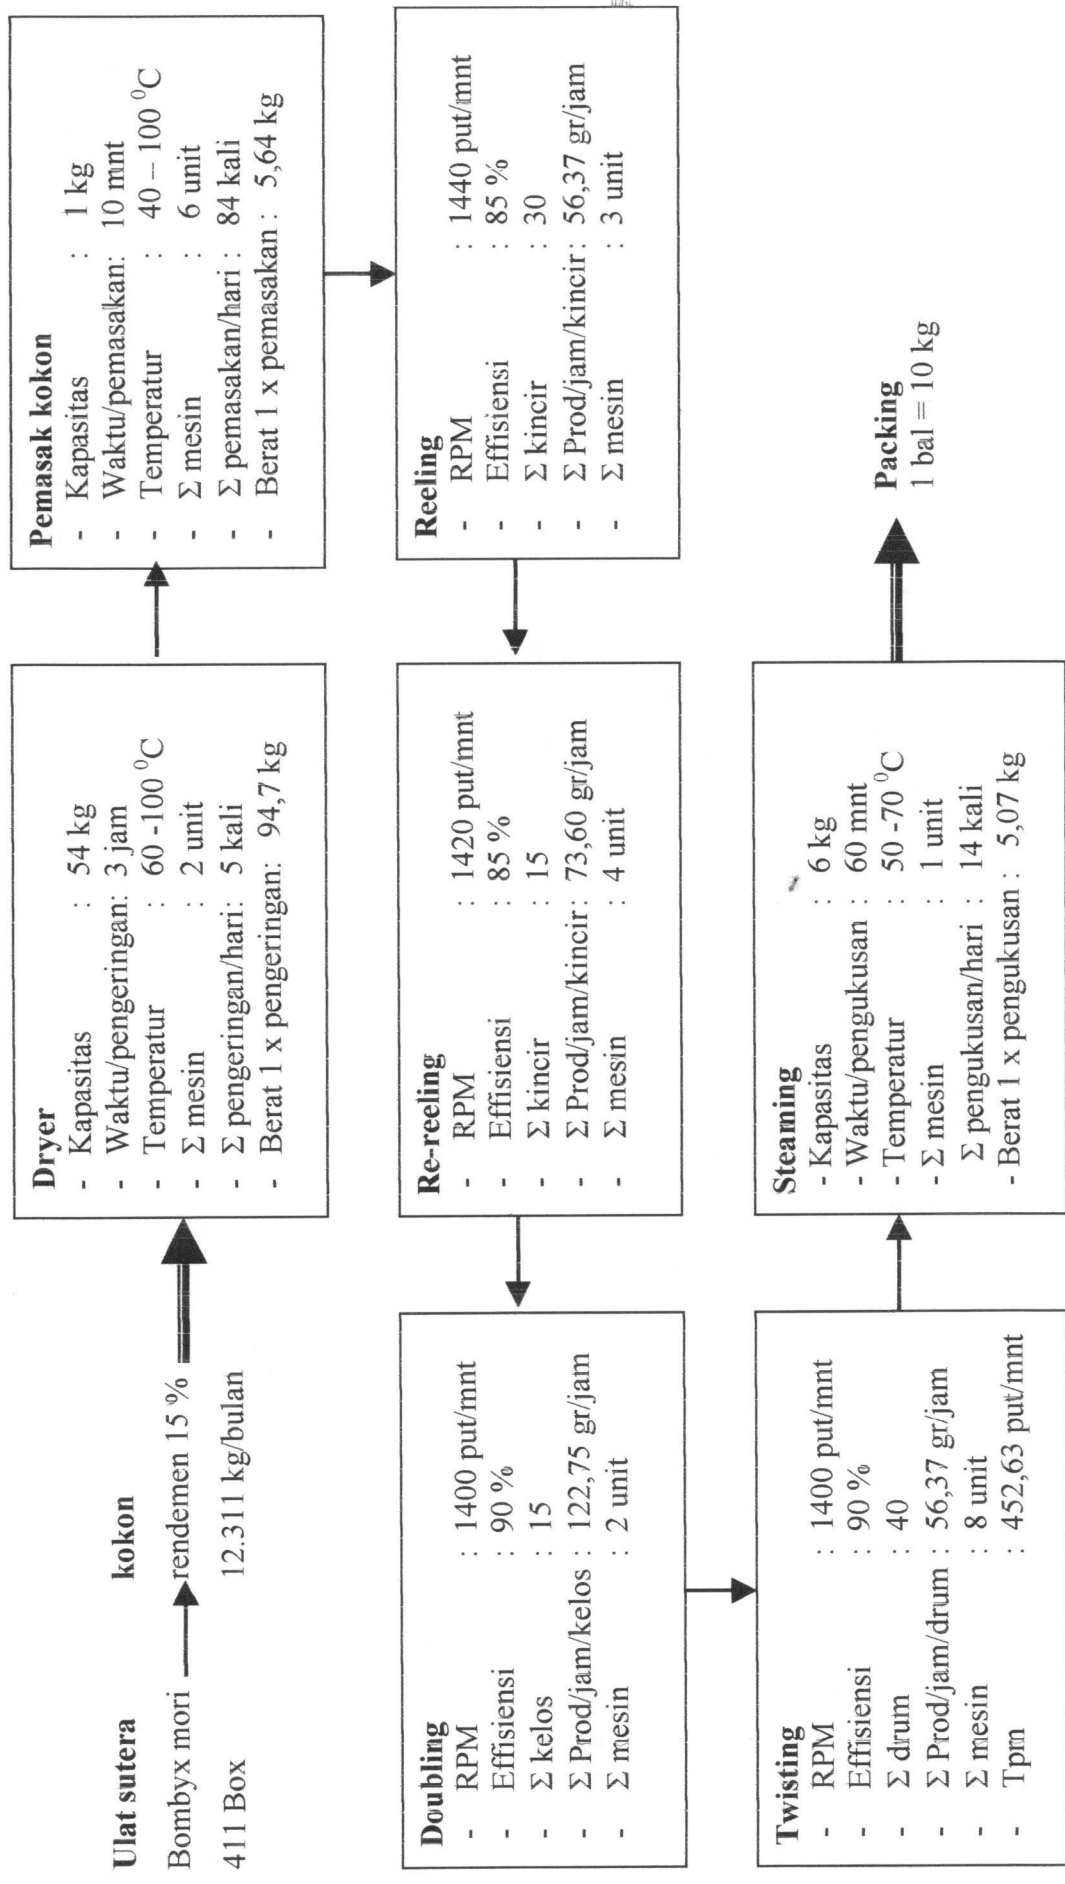 Ulat sutera
Bombyx mori
411 Box
kokon
rendemen 15 %
12.311 kg/bulan
Dryer
- Kapasitas : 54 kg
- Waktu/pengeringan: 3 jam
- Temperatur : 60 -100 ⁰C
- Σ mesin : 2 unit
- Σ pengeringan/hari: 5 kali
- Berat 1 x pengeringan: 94,7 kg
Pemasak kokon
- Kapasitas : 1 kg
- Waktu/pemasakan: 10 mnt
- Temperatur : 40 – 100 ⁰C
- Σ mesin : 6 unit
- Σ pemasakan/hari : 84 kali
- Berat 1 x pemasakan : 5,64 kg
Reeling
- RPM : 1440 put/mnt
- Effisiensi : 85 %
- Σ kincir : 30
- Σ Prod/jam/kincir : 56,37 gr/jam
- Σ mesin : 3 unit
Re-reeling
- RPM : 1420 put/mnt
- Effisiensi : 85 %
- Σ kincir : 15
- Σ Prod/jam/kincir : 73,60 gr/jam
- Σ mesin : 4 unit
Doubling
- RPM : 1400 put/mnt
- Effisiensi : 90 %
- Σ kelos : 15
- Σ Prod/jam/kelos : 122,75 gr/jam
- Σ mesin : 2 unit
Twisting
- RPM : 1400 put/mnt
- Effisiensi : 90 %
- Σ drum : 40
- Σ Prod/jam/drum : 56,37 gr/jam
- Σ mesin : 8 unit
- Tpm : 452,63 put/mnt
Steaming
- Kapasitas : 6 kg
- Waktu/pengukusan : 60 mnt
- Temperatur : 50 -70 ⁰C
- Σ mesin : 1 unit
Σ pengukusan/hari : 14 kali
- Berat 1 x pengukusan : 5,07 kg
Packing
1 bal = 10 kg